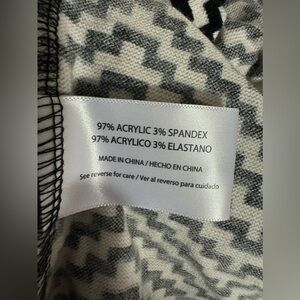 97% ACRYLIC 3% SPANDEX
97% ACRYLICO 3% ELASTANO
MADE IN CHINA / HECHO EN CHINA
See reverse for care / Ver al reverso para cuidado